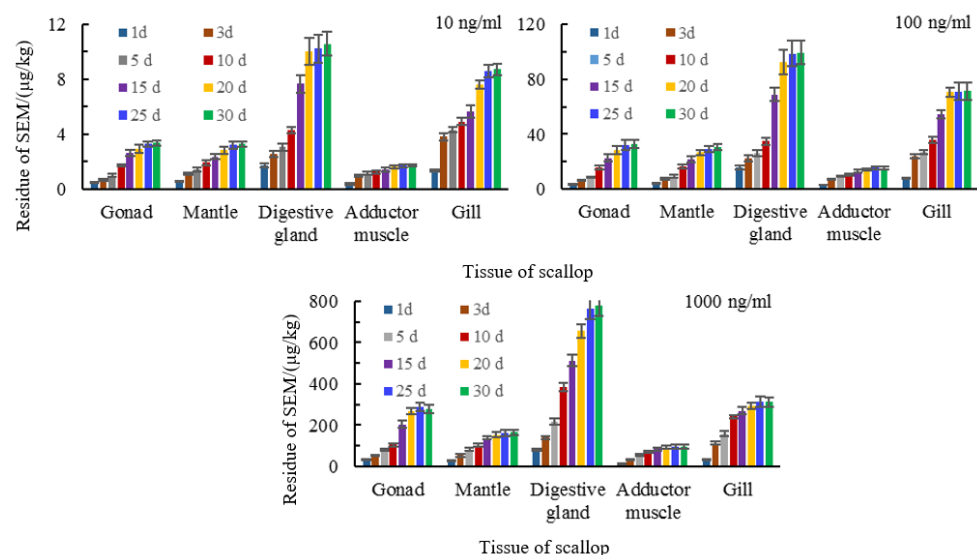 10 ng/ml
Residue of SEM/(µg/kg)
12
8
4
0
1d
3d
5 d
10 d
15 d
20 d
25 d
30 d
Gonad
Mantle
Digestive
gland
Adductor
muscle
Gill
100 ng/ml
120
80
40
0
1d
3d
5 d
10 d
15 d
20 d
25 d
30 d
Gonad
Mantle
Digestive
gland
Adductor
muscle
Gill
Tissue of scallop
1000 ng/ml
Residue of SEM/(µg/kg)
800
600
400
200
0
1d
3d
5 d
10 d
15 d
20 d
25 d
30 d
Gonad
Mantle
Digestive
gland
Adductor
muscle
Gill
Tissue of scallop